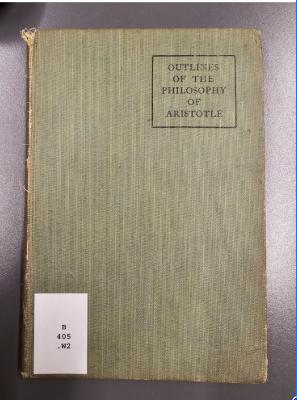 OUTLINES
OF THE
PHILOSOPHY
OF
ARISTOTLE
B
405
.W2